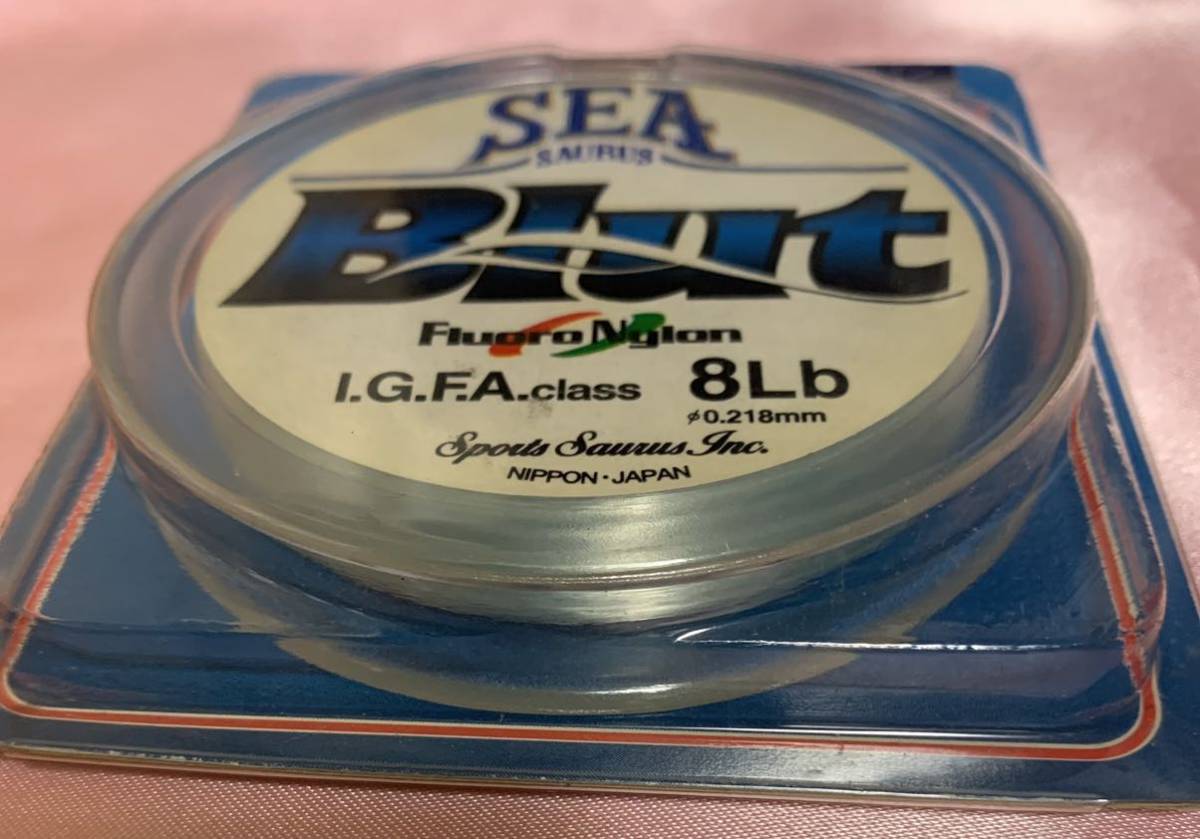 SEA
SAURUS
Blut
Fluoro Nylon
I.G.F.A.class 8Lb
φ0.218mm
Sports Saurus Inc.
NIPPON・JAPAN